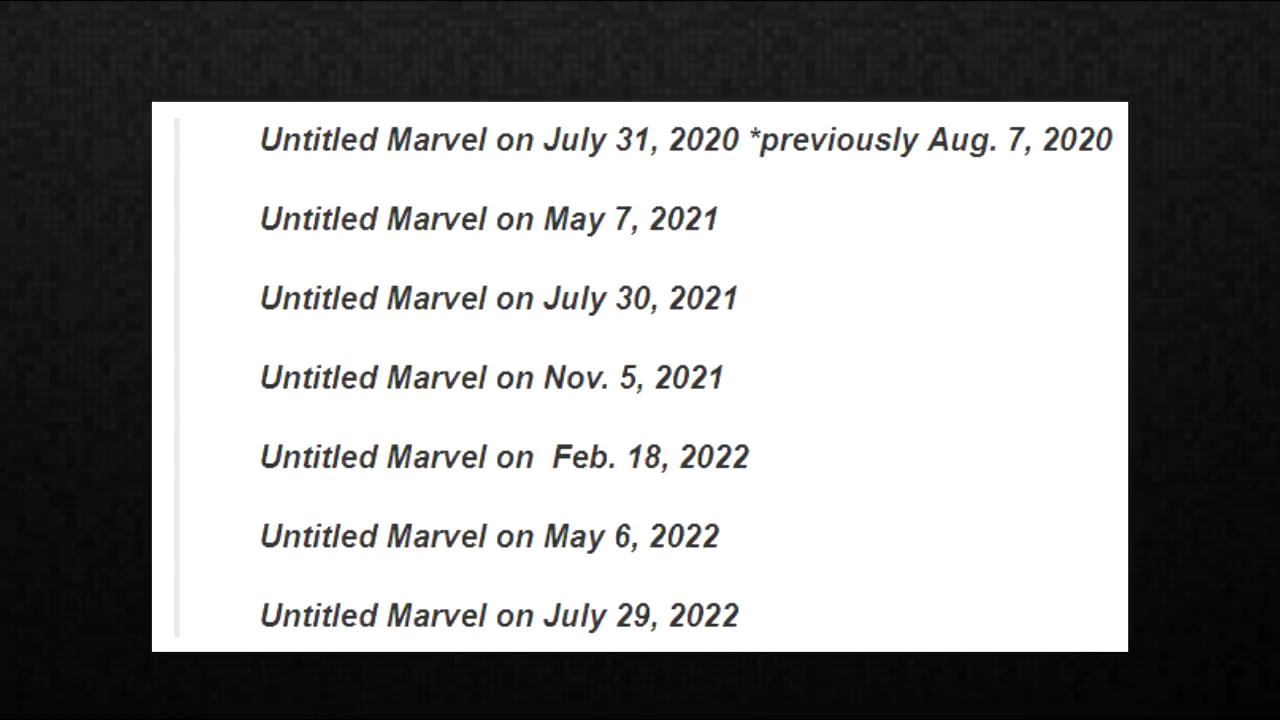 Untitled Marvel on July 31, 2020 *previously Aug. 7, 2020
Untitled Marvel on May 7, 2021
Untitled Marvel on July 30, 2021
Untitled Marvel on Nov. 5, 2021
Untitled Marvel on  Feb. 18, 2022
Untitled Marvel on May 6, 2022
Untitled Marvel on July 29, 2022